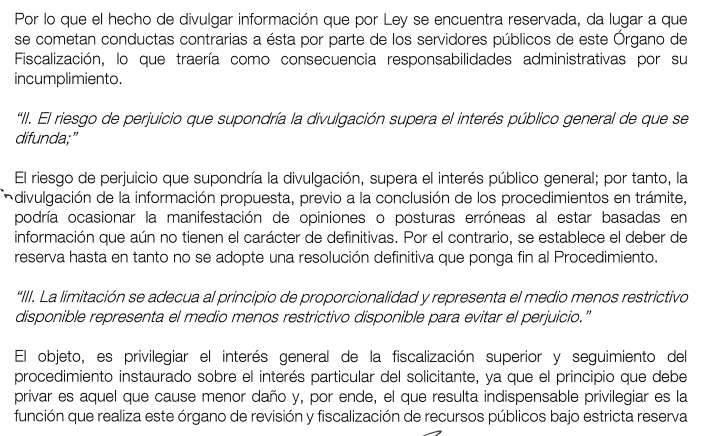 Por lo que el hecho de divulgar información que por Ley se encuentra reservada, da lugar a que
se cometan conductas contrarias a ésta por parte de los servidores públicos de este Órgano de
Fiscalización, lo que traería como consecuencia responsabilidades administrativas por su
incumplimiento.
“II. El riesgo de perjuicio que supondría la divulgación supera el interés público general de que se
difunda;”
El riesgo de perjuicio que supondría la divulgación, supera el interés público general; por tanto, la
divulgación de la información propuesta, previo a la conclusión de los procedimientos en trámite,
podría ocasionar la manifestación de opiniones o posturas erróneas al estar basadas en
información que aún no tienen el carácter de definitivas. Por el contrario, se establece el deber de
reserva hasta en tanto no se adopte una resolución definitiva que ponga fin al Procedimiento.
“III. La limitación se adecua al principio de proporcionalidad y representa el medio menos restrictivo
disponible representa el medio menos restrictivo disponible para evitar el perjuicio.”
El objeto, es privilegiar el interés general de la fiscalización superior y seguimiento del
procedimiento instaurado sobre el interés particular del solicitante, ya que el principio que debe
privar es aquel que cause menor daño y, por ende, el que resulta indispensable privilegiar es la
función que realiza este órgano de revisión y fiscalización de recursos públicos bajo estricta reserva